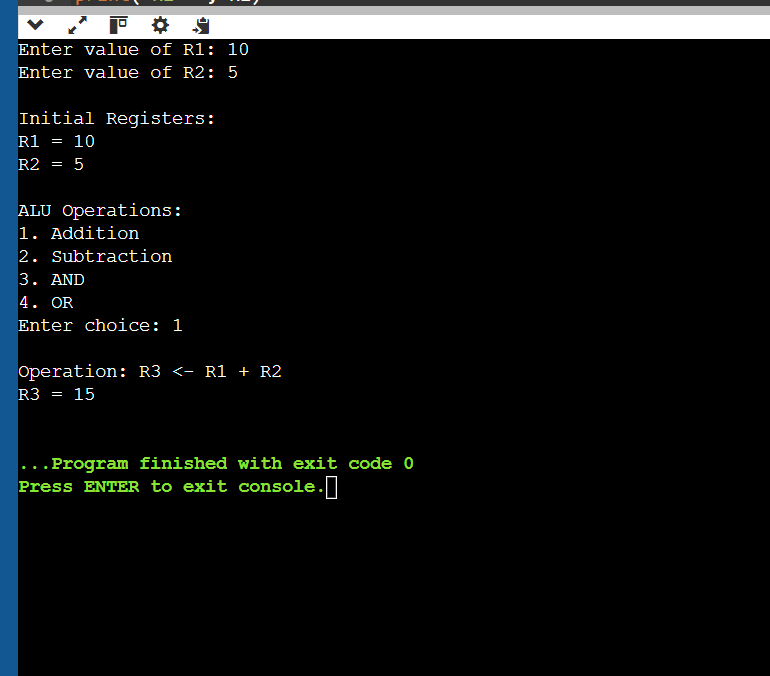 Enter value of R1: 10
Enter value of R2: 5
Initial Registers:
R1 = 10
R2 = 5
ALU Operations:
1. Addition
2. Subtraction
3. AND
4. OR
Enter choice: 1
Operation: R3 <- R1 + R2
R3 = 15
...Program finished with exit code 0
Press ENTER to exit console.